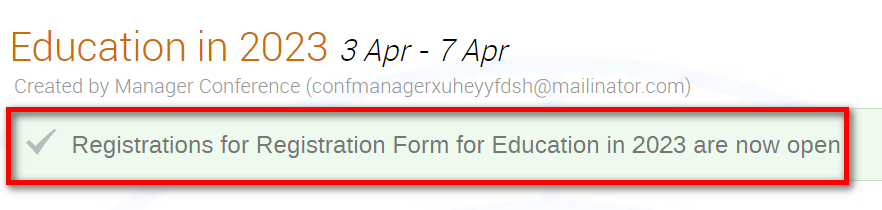 Education in 2023 3 Apr - 7 Apr
Created by Manager Conference (confmanagerxuheyyfdsh@mailinator.com)
Registrations for Registration Form for Education in 2023 are now open